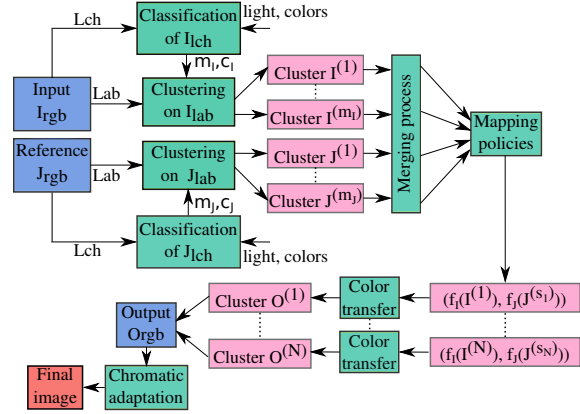 Lch
Classification
of I_lch
light, colors
m_I, c_I
Input
I_rgb
Lab
Clustering
on I_lab
Cluster I^(1)
Cluster I^(m_I)
Merging process
Mapping
policies
Reference
J_rgb
Lab
Clustering
on J_lab
Cluster J^(1)
Cluster J^(m_J)
m_J, c_J
Lch
Classification
of J_lch
light, colors
Output
Orgb
Cluster O^(1)
Color
transfer
(f_I(I^(1)), f_J(J^(s_1)))
Cluster O^(N)
Color
transfer
(f_I(I^(N)), f_J(J^(s_N)))
Final
image
Chromatic
adaptation